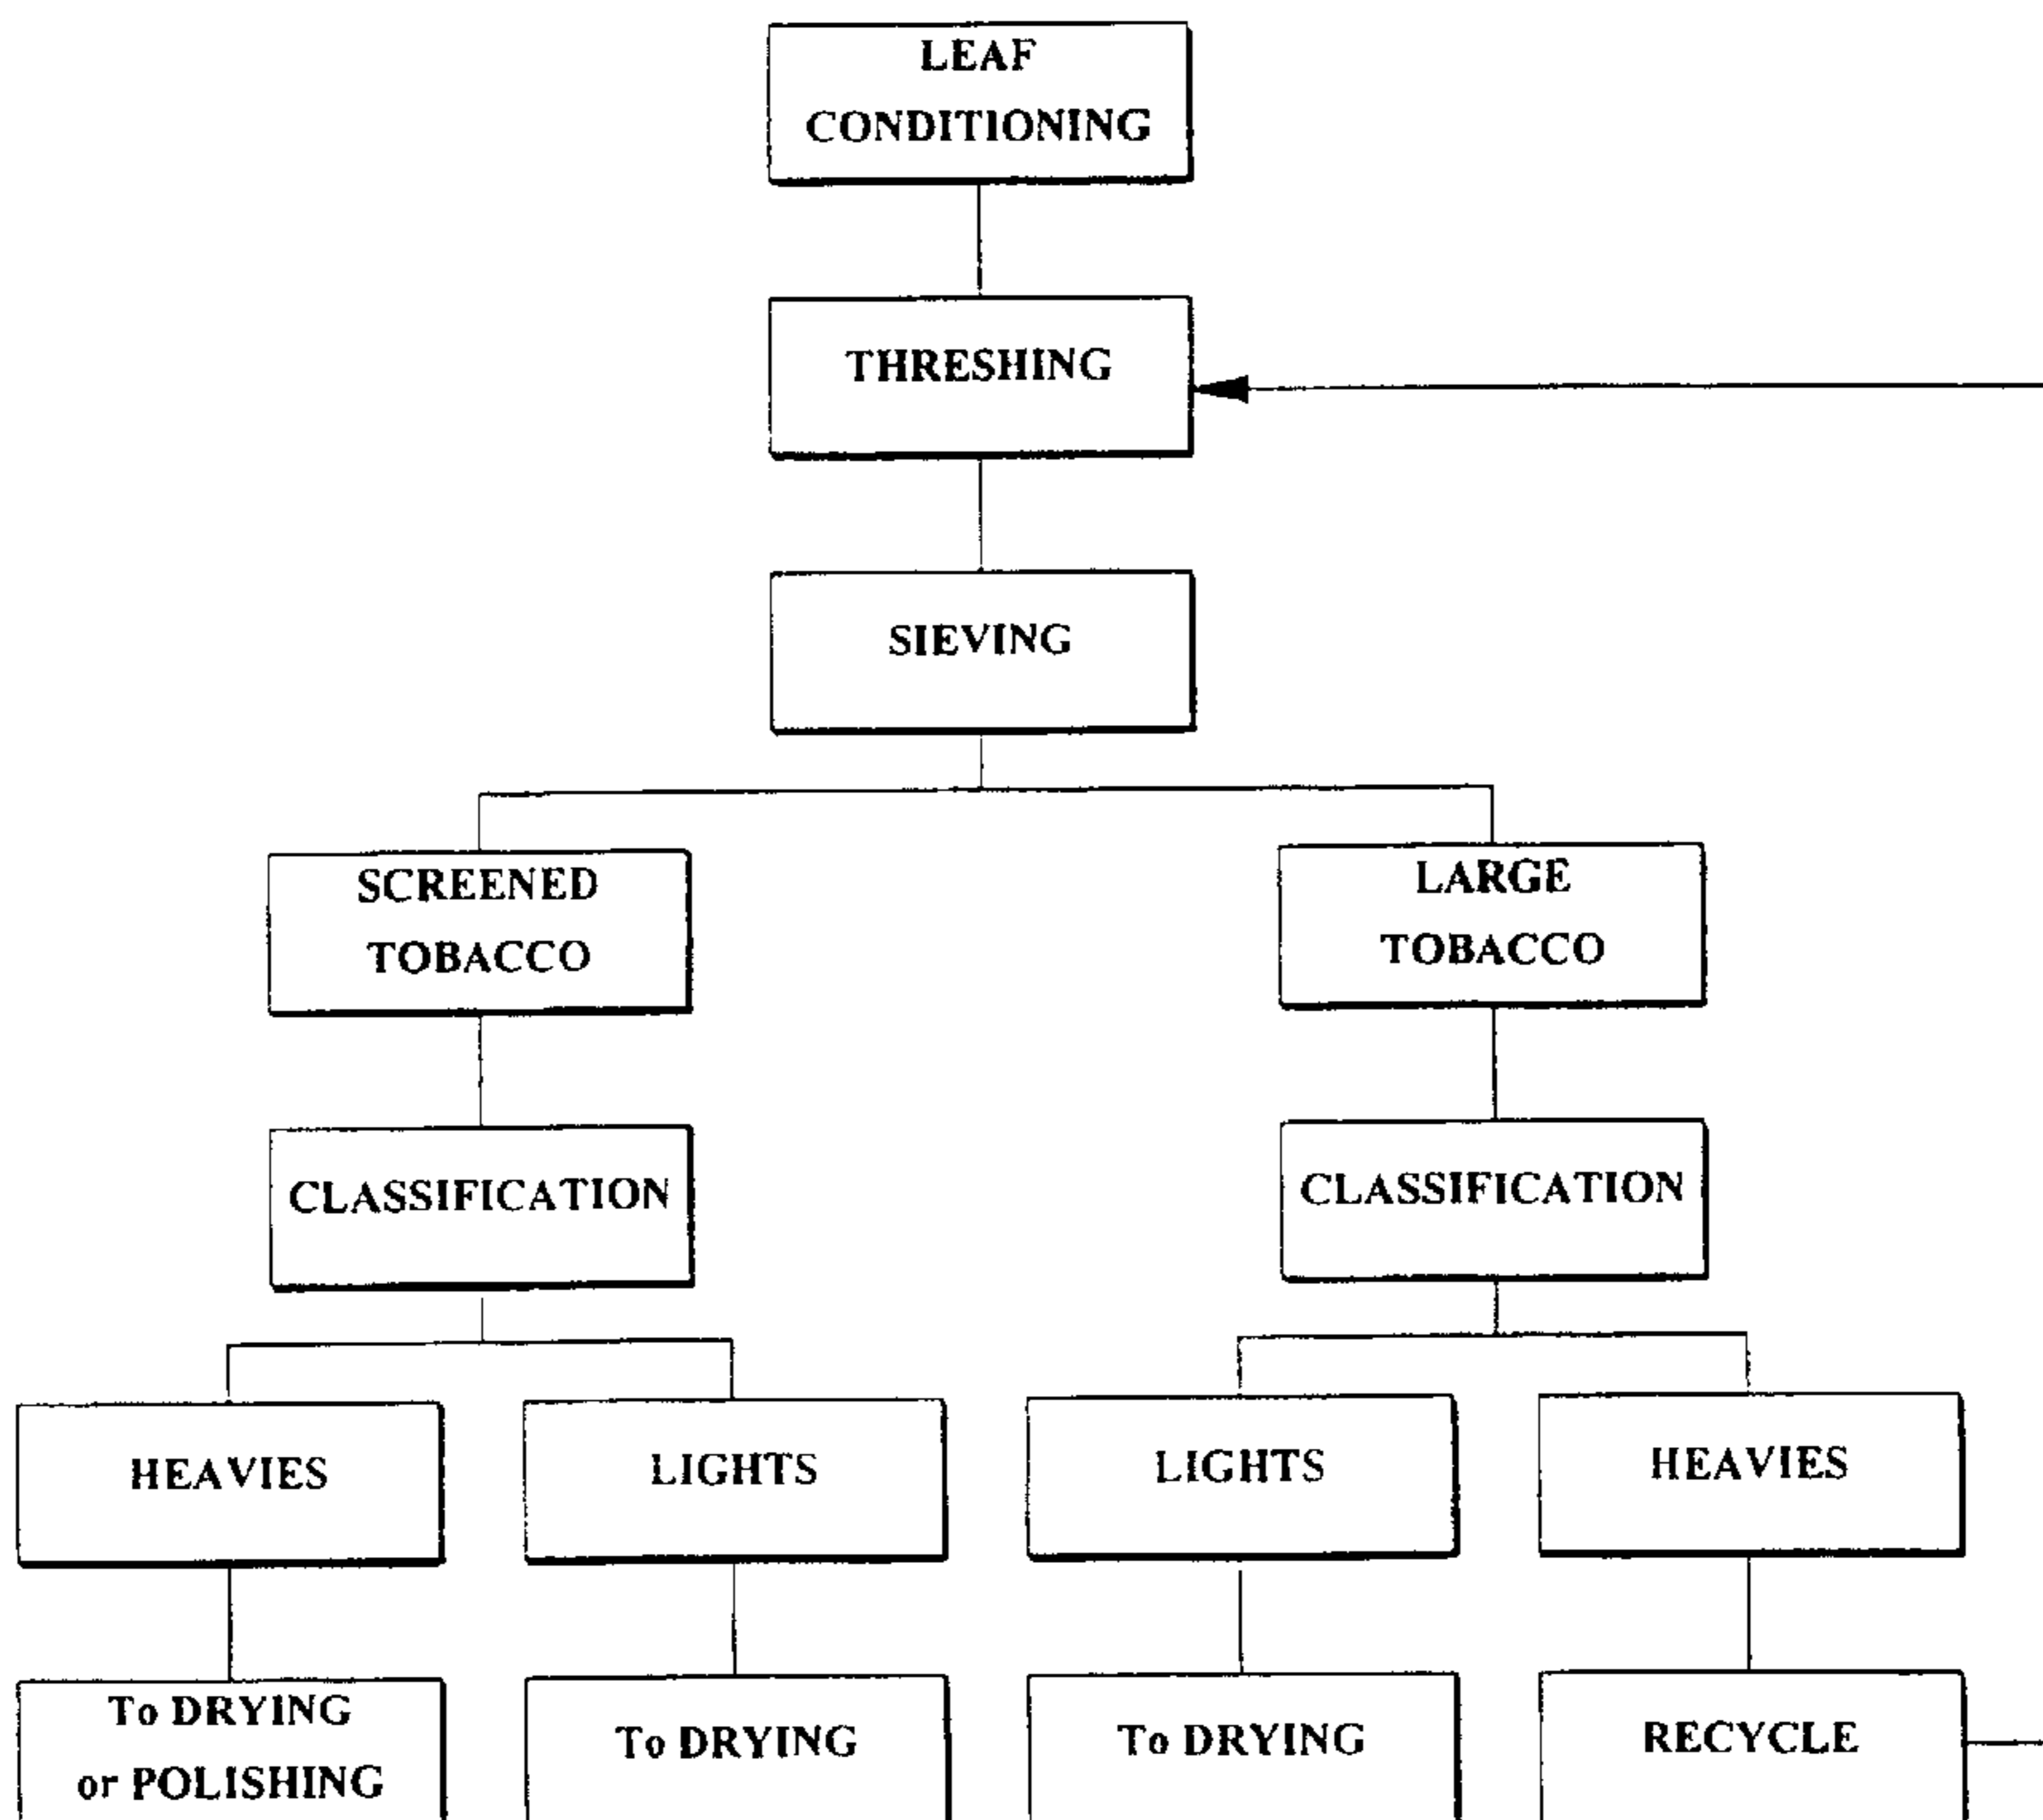 LEAF
CONDITIONING
THRESHING
SIEVING
SCREENED
TOBACCO
LARGE
TOBACCO
CLASSIFICATION
CLASSIFICATION
HEAVIES
LIGHTS
LIGHTS
HEAVIES
To DRYING
or POLISHING
To DRYING
To DRYING
RECYCLE